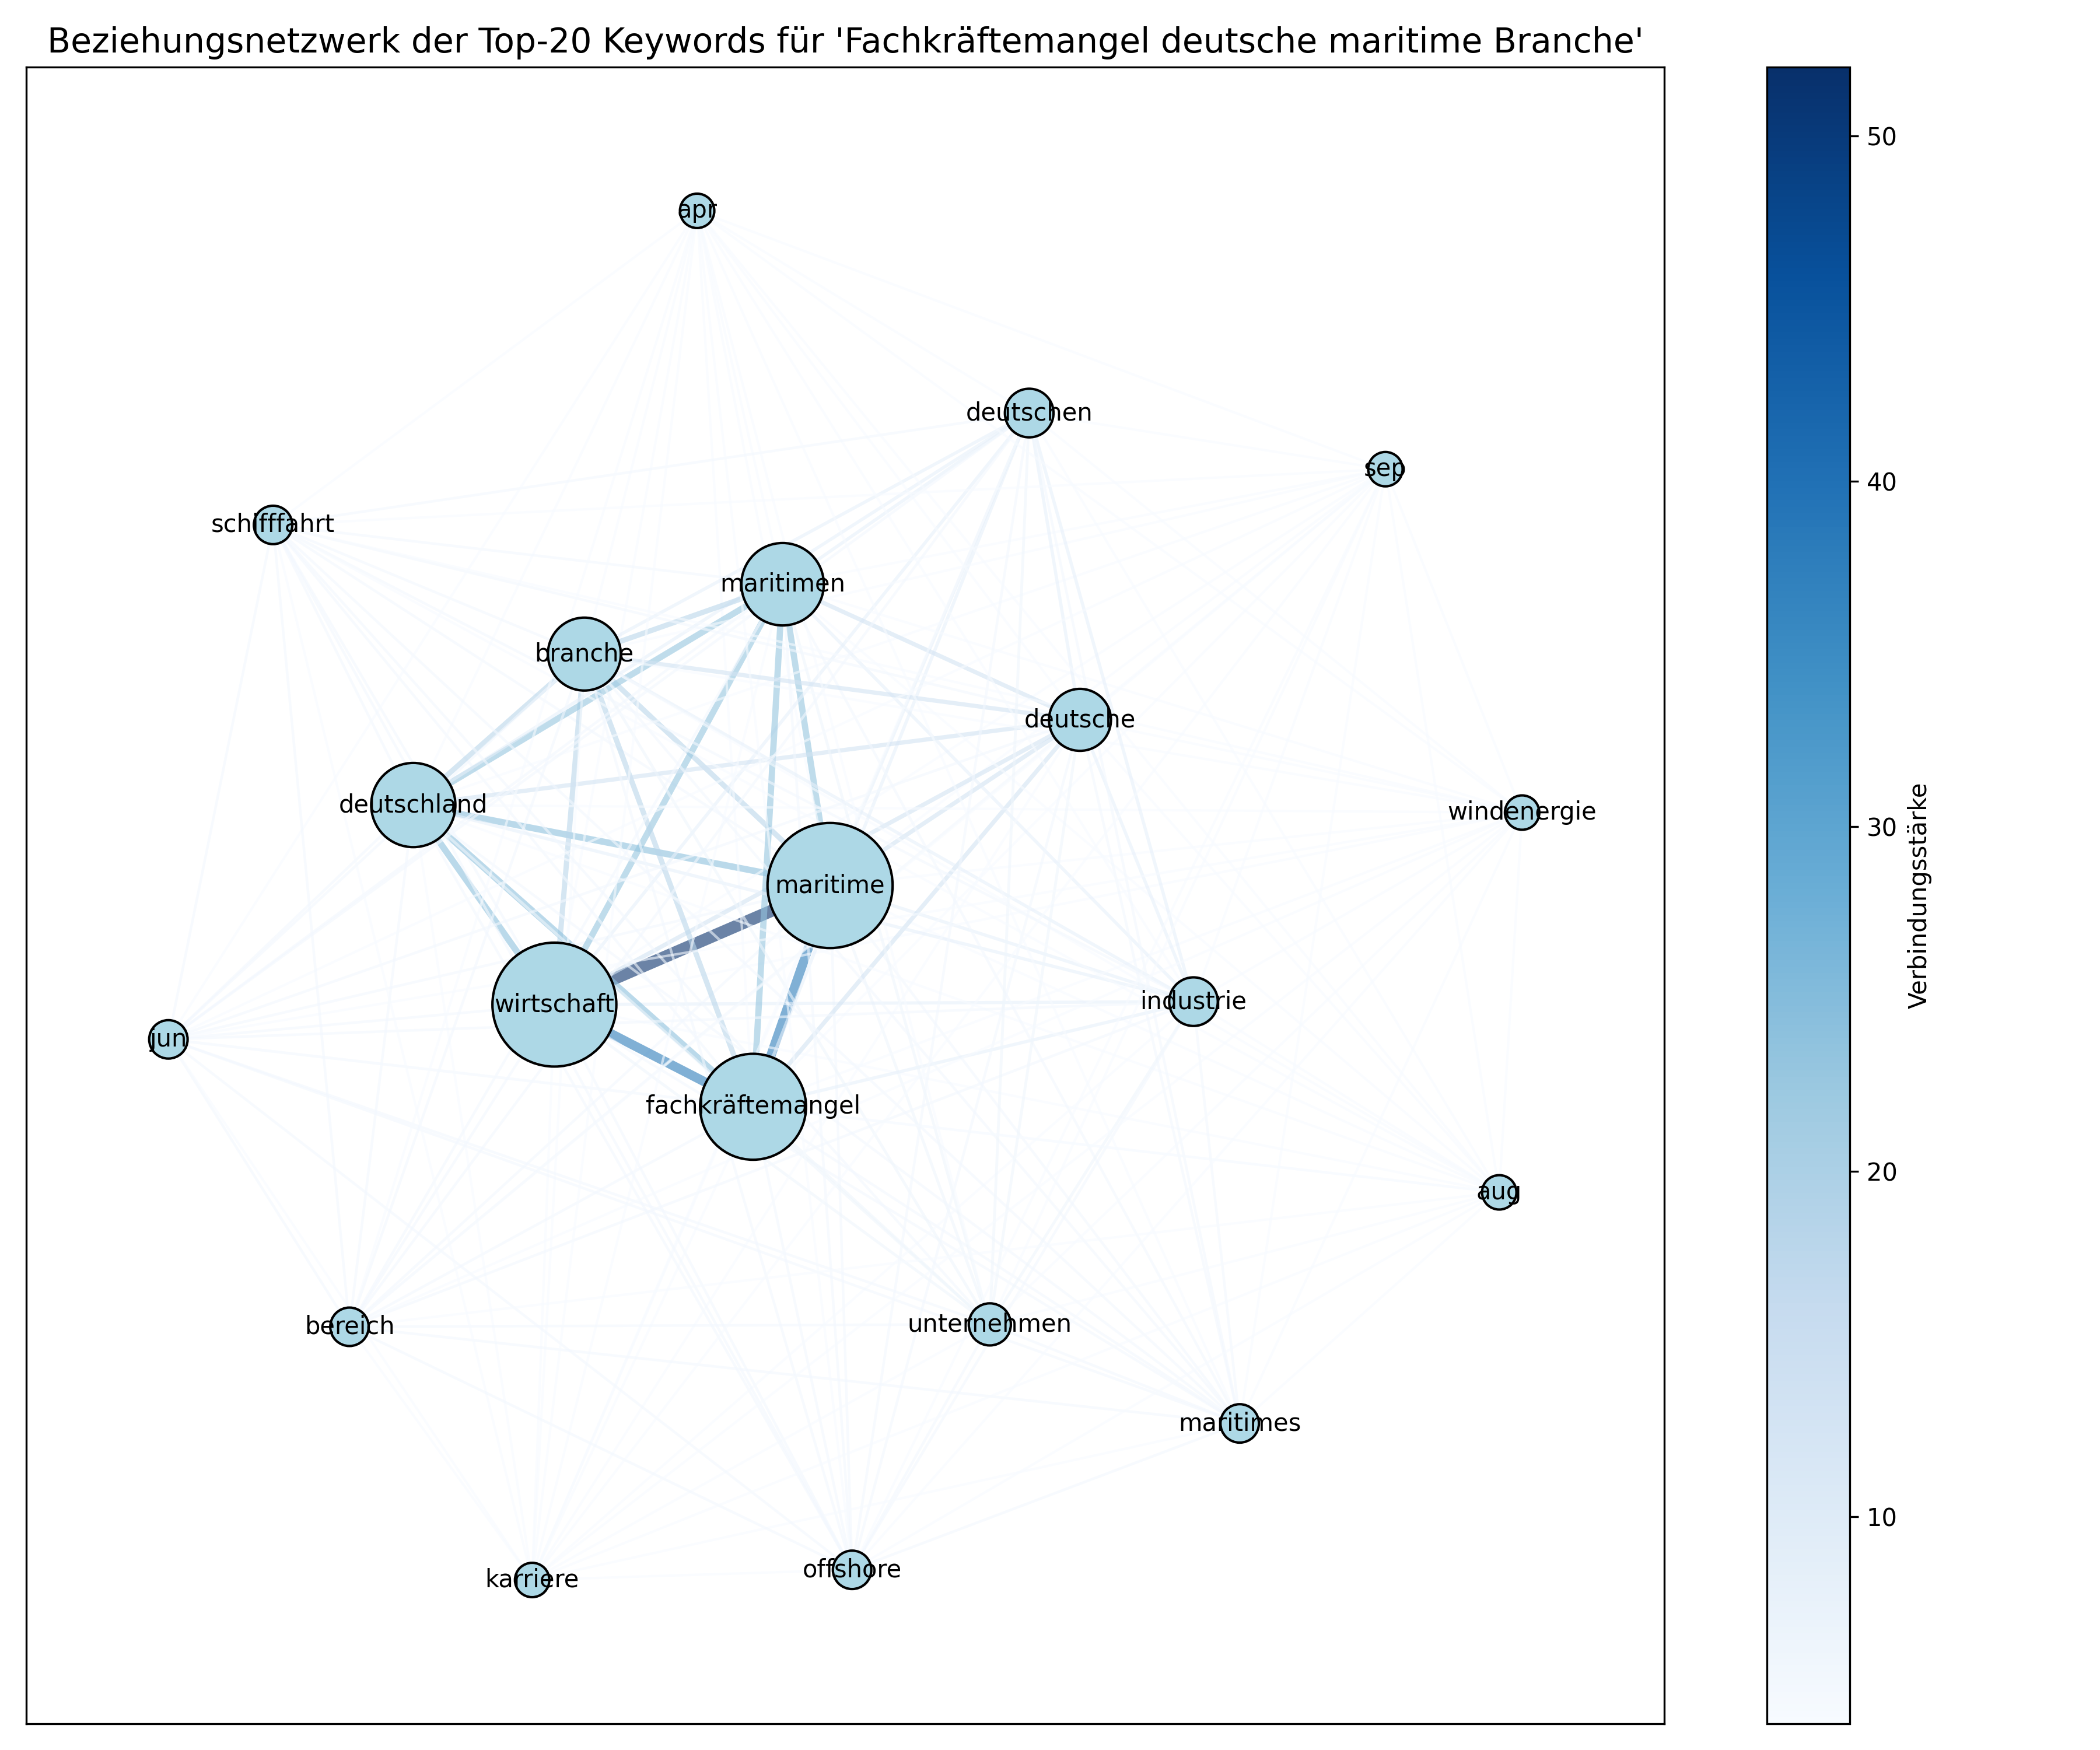 Beziehungsnetzwerk der Top-20 Keywords für 'Fachkräftemangel deutsche maritime Branche'
apr
deutschen
sep
schifffahrt
maritimen
branche
deutsche
deutschland
windenergie
maritime
wirtschaft
industrie
jun
fachkräftemangel
aug
bereich
unternehmen
maritimes
karriere
offshore
50
40
30
20
10
Verbindungsstärke